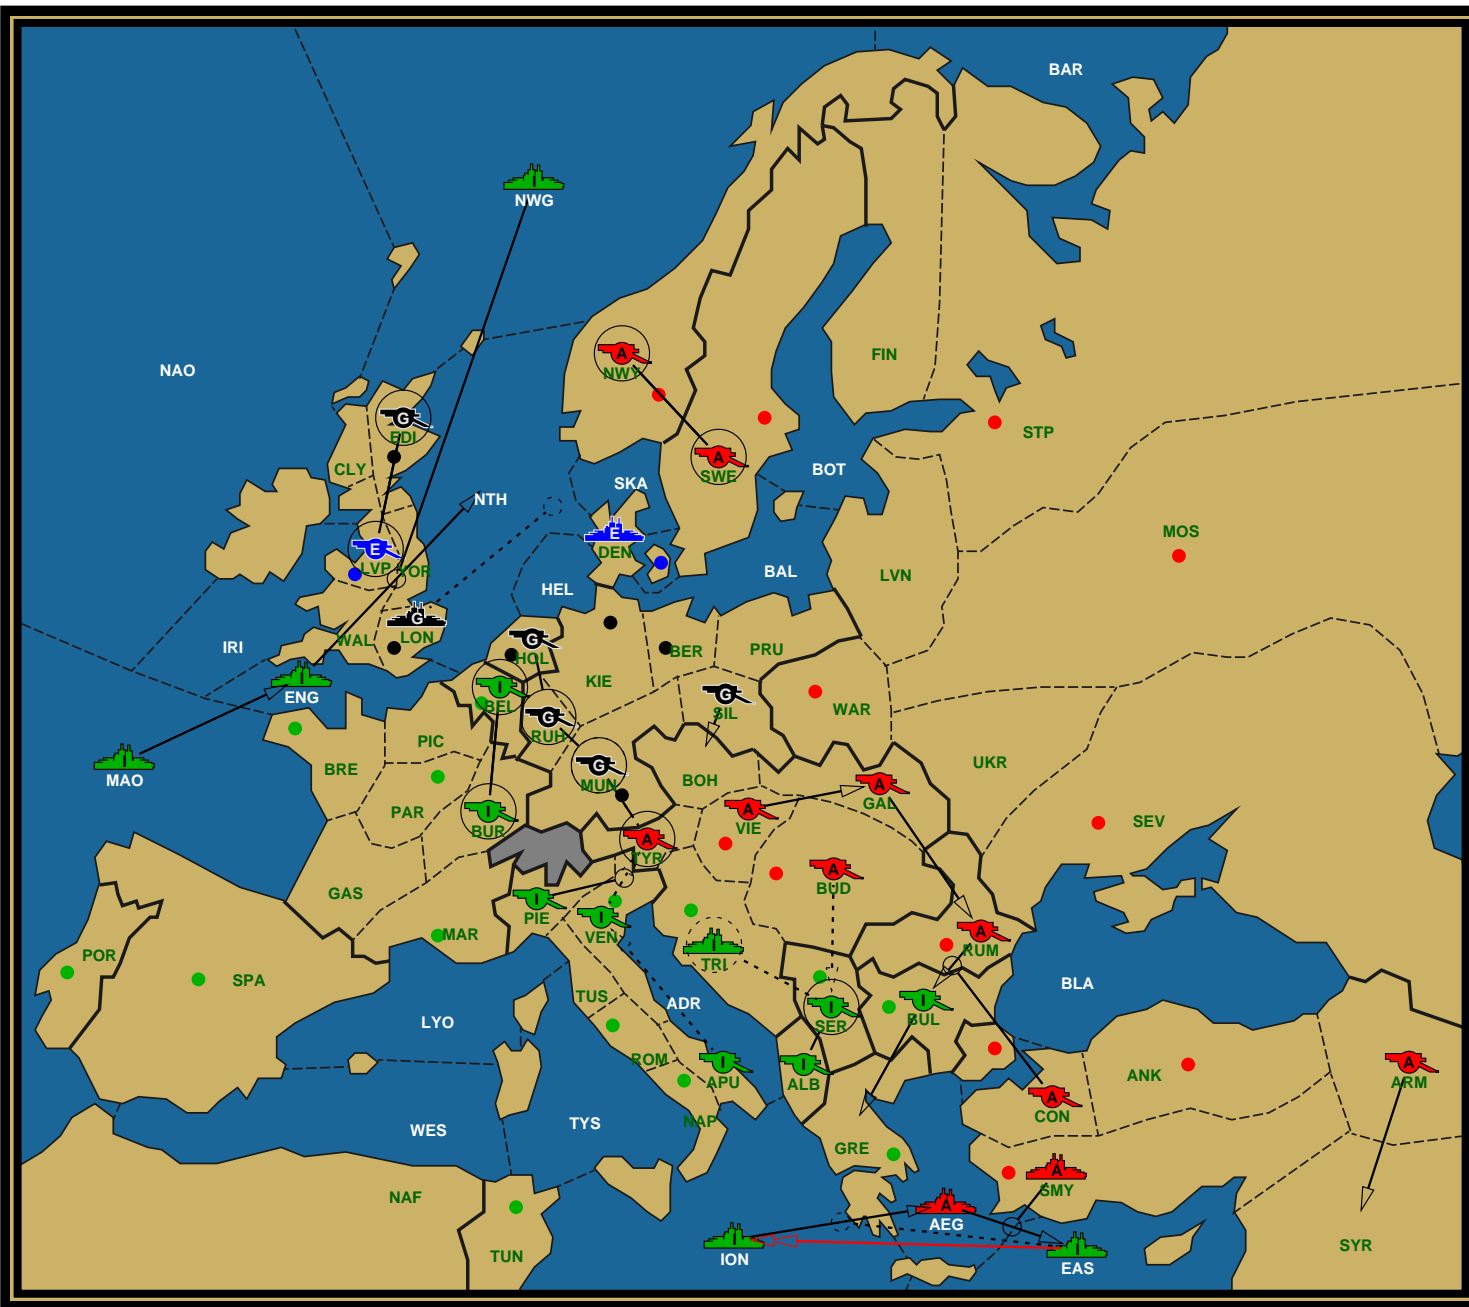 BAR
I
NWG
NAO
A
NWY
FIN
G
EDI
STP
CLY
A
SWE
BOT
SKA
NTH
MOS
E
DEN
E
LVP
YOR
BAL
LVN
HEL
G
LON
IRI
WAL
G
HOL
BER
PRU
I
ENG
I
BEL
KIE
G
SIL
WAR
G
RUH
PIC
I
MAO
BRE
G
MUN
BOH
UKR
A
GAL
PAR
I
BUR
A
VIE
SEV
A
TYR
A
BUD
GAS
I
PIE
I
VEN
MAR
A
RUM
POR
SPA
I
TRI
BLA
TUS
ADR
I
SER
I
BUL
LYO
ROM
I
APU
I
ALB
ANK
A
ARM
A
CON
WES
TYS
NAP
GRE
A
SMY
NAF
A
AEG
I
ION
I
EAS
TUN
SYR